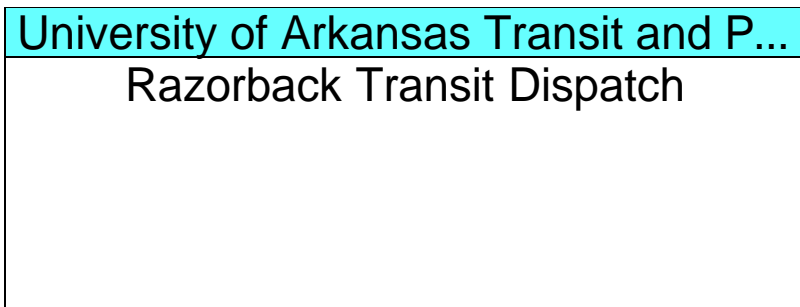 University of Arkansas Transit and P...
Razorback Transit Dispatch